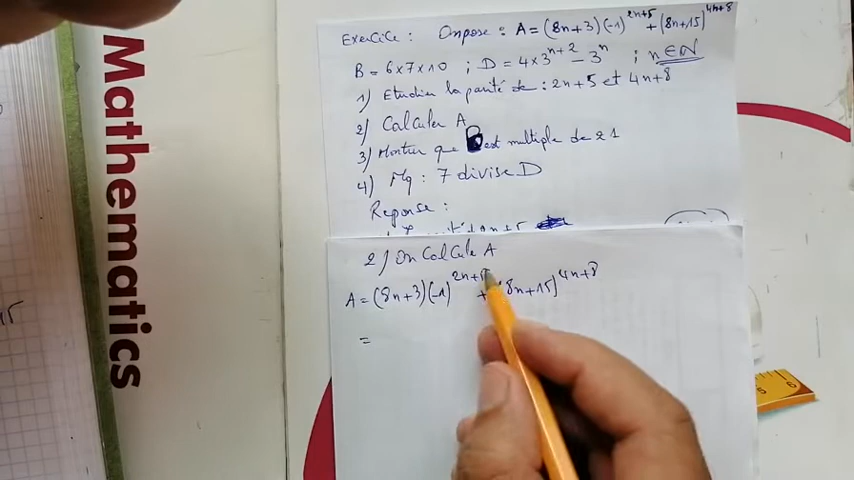 Mathématiques
Exercice : On pose : A = (8n+3)(-1)^2n+5 + (8n+15)^4n+8
B = 6×7×10 ; D = 4×3^n+2 - 3^n ; n∈ℕ
1) Etudier la parité de : 2n+5 et 4n+8
2) Calculer A
3) Montrer que est multiple de 21
4) Mq : 7 divise D
Reponse :
2) On Calcule A
A = (8n+3)(-1)^2n+ + 8n+15)^4n+8
=